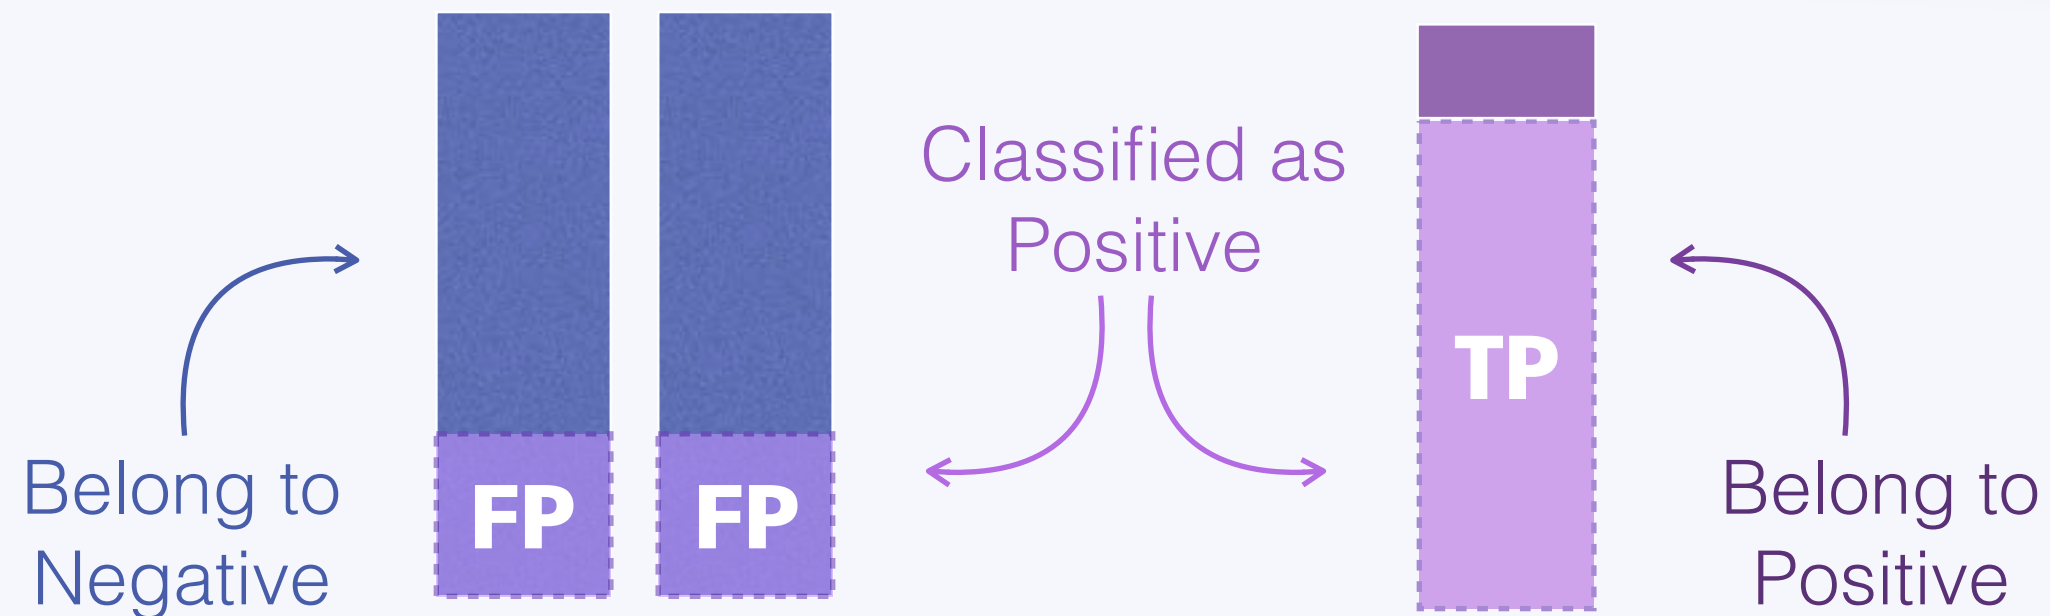 Classified as
Positive
TP
Belong to
Negative
FP
FP
Belong to
Positive